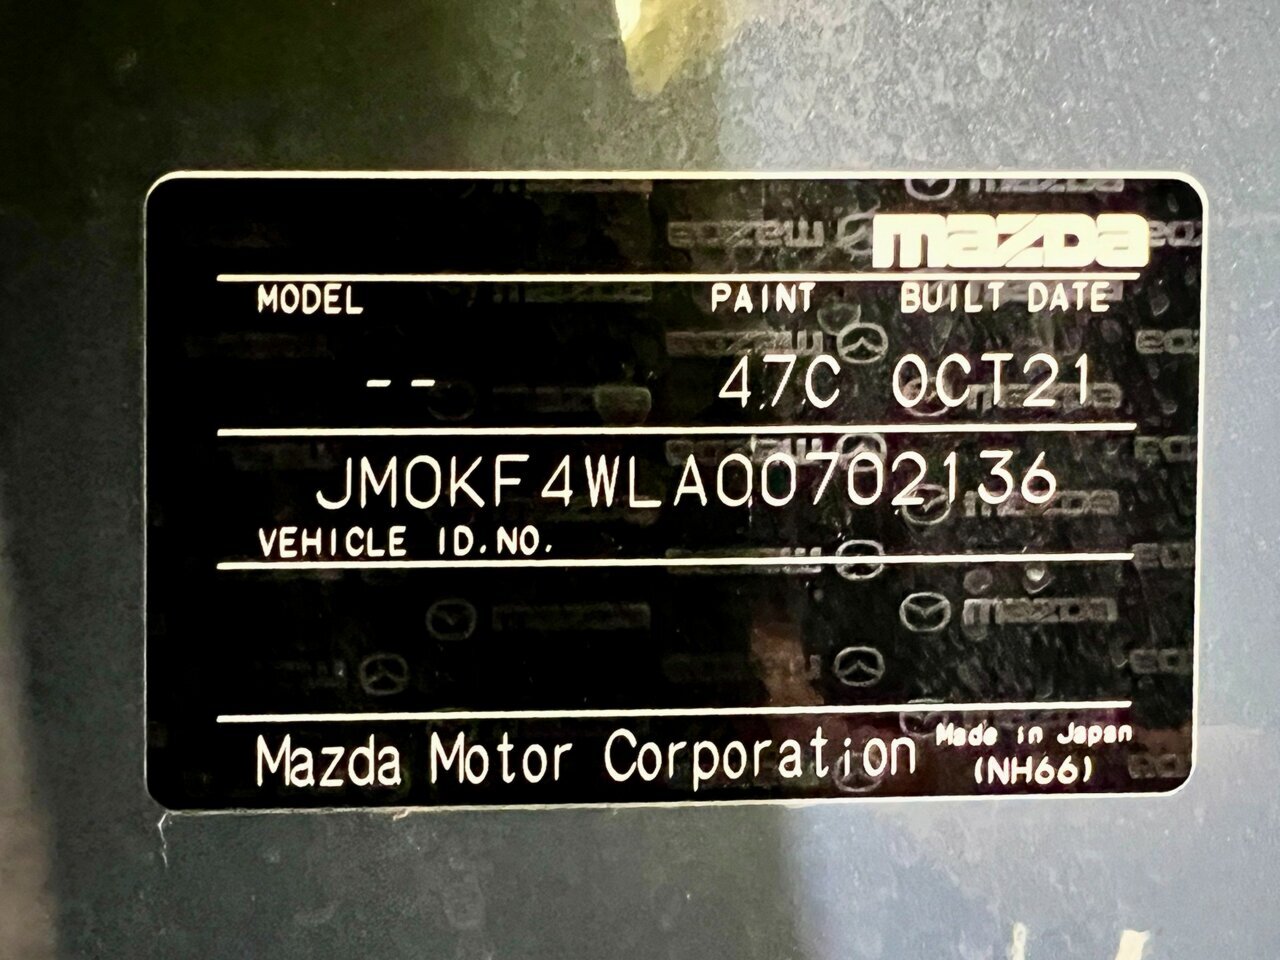 mazda
MODEL PAINT BUILT DATE
-- 47C OCT21
JM0KF4WLA00702136
VEHICLE ID.NO.
Mazda Motor Corporation Made in Japan
(NH66)